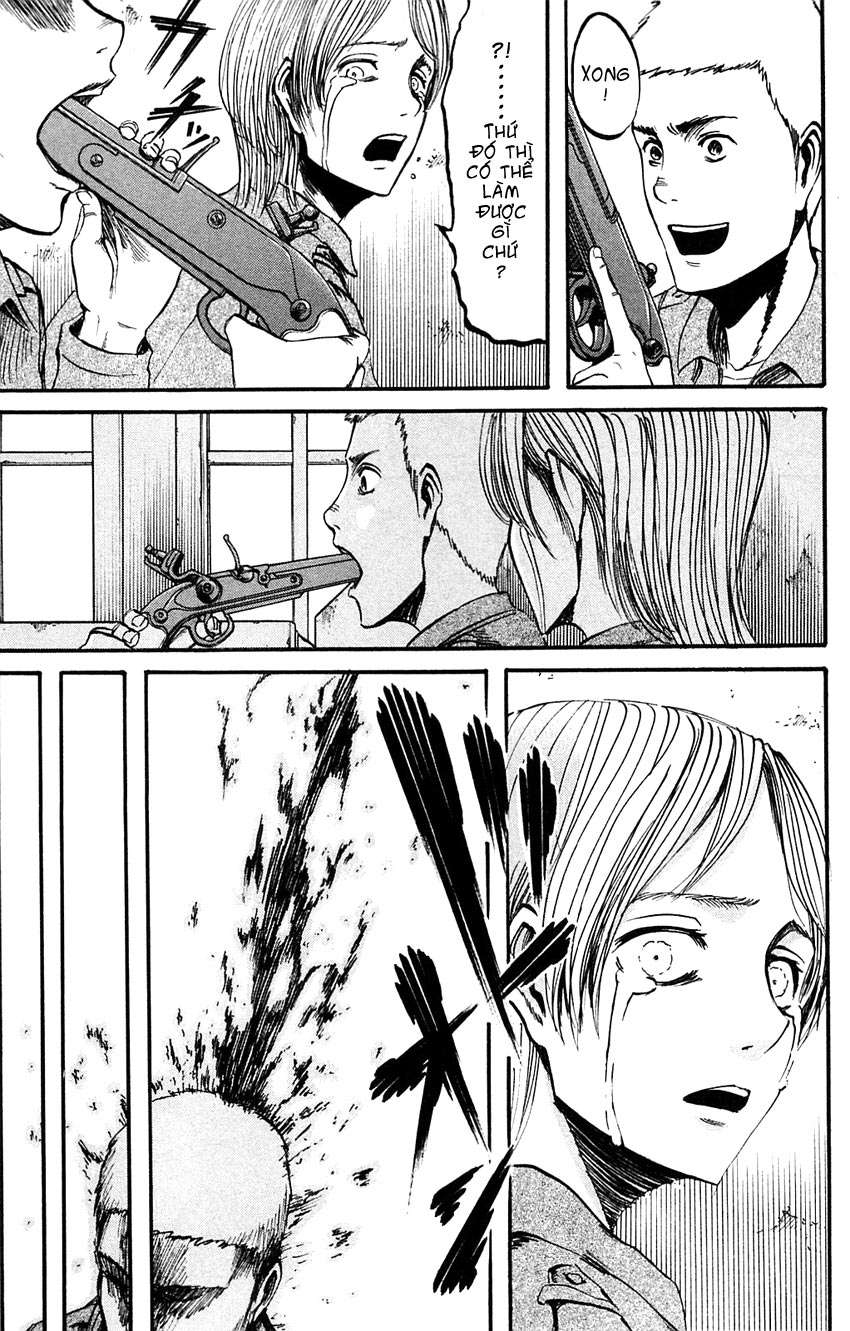 XONG
!
?!
......
THỨ
ĐÓ THÌ
CÓ THỂ
LÀM
ĐƯỢC
GÌ
CHỨ
?